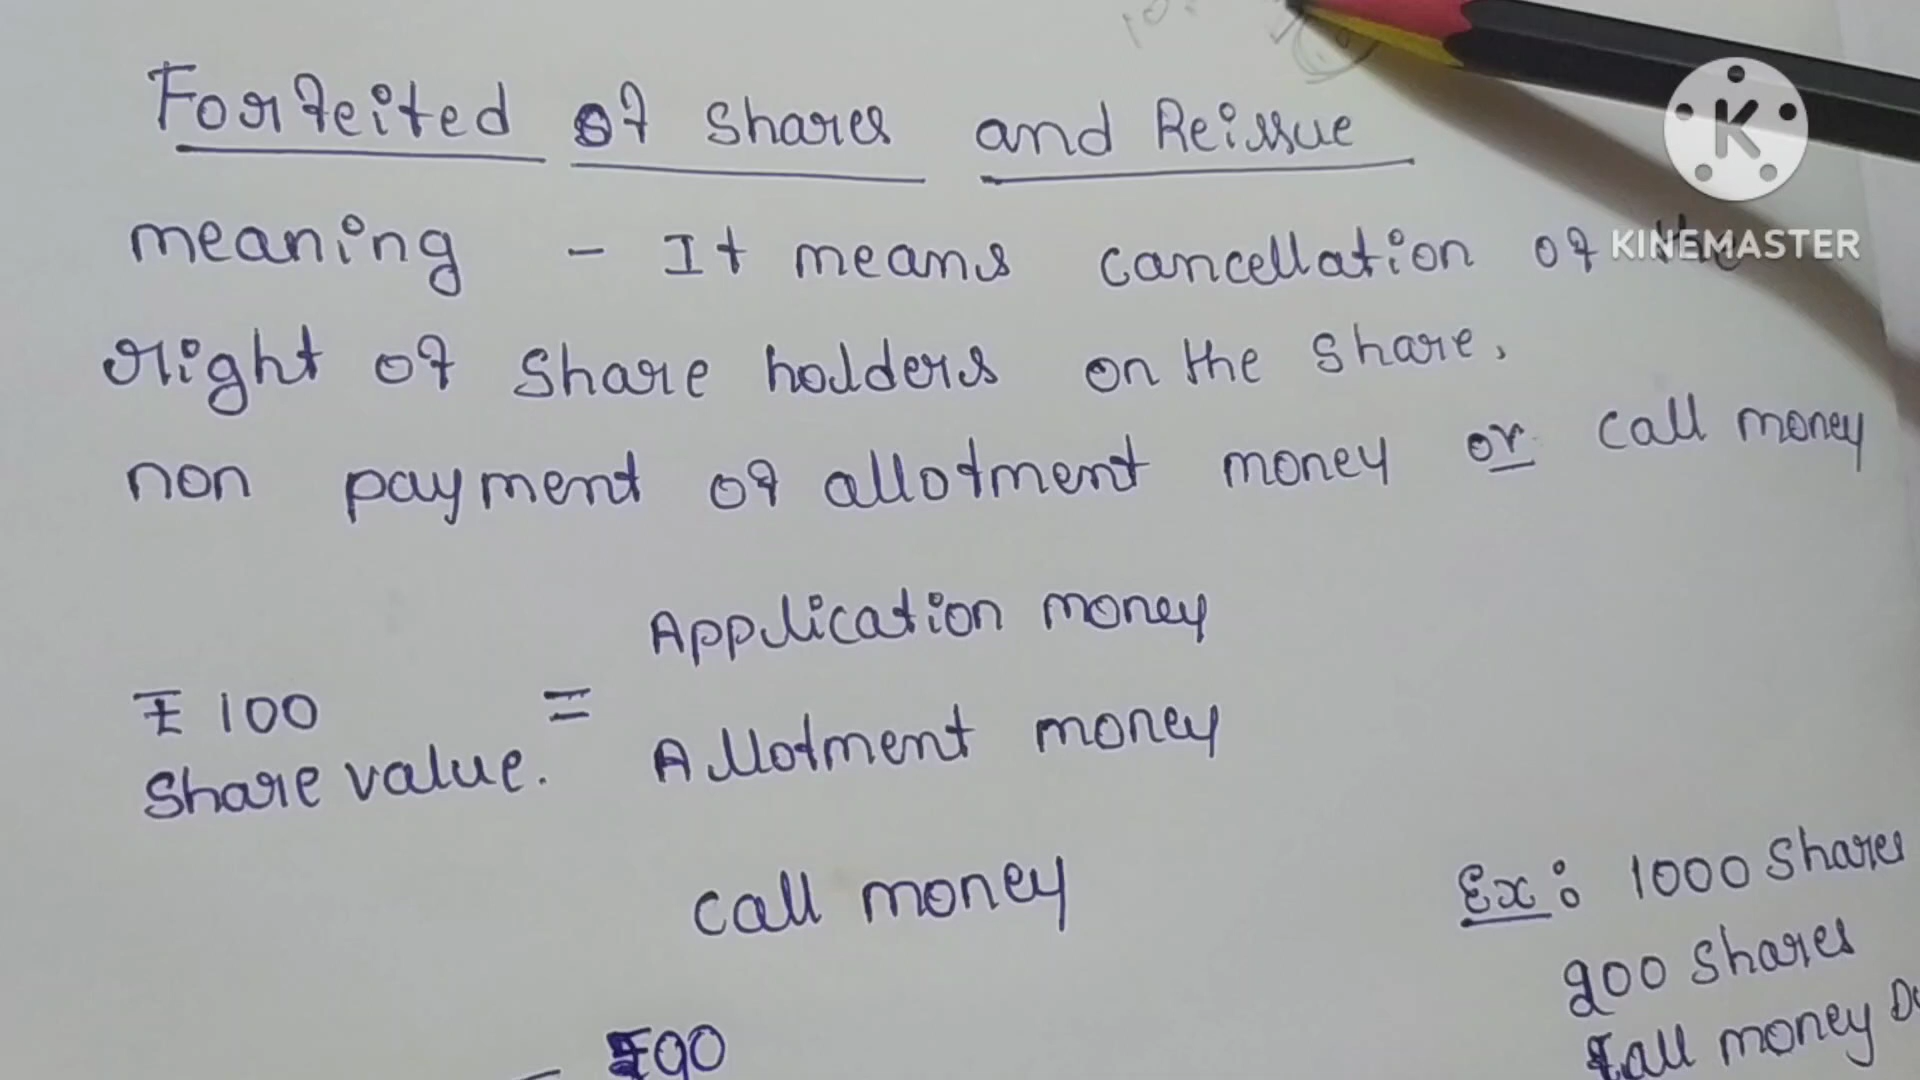 Forfeited of shares and Reissue
meaning - It means cancellation of the
KINEMASTER
right of share holders on the share.
non payment of allotment money or call money
Application money
₹ 100 =
share value. Allotment money
call money
Ex: 1000 shares
200 shares
call money
₹90